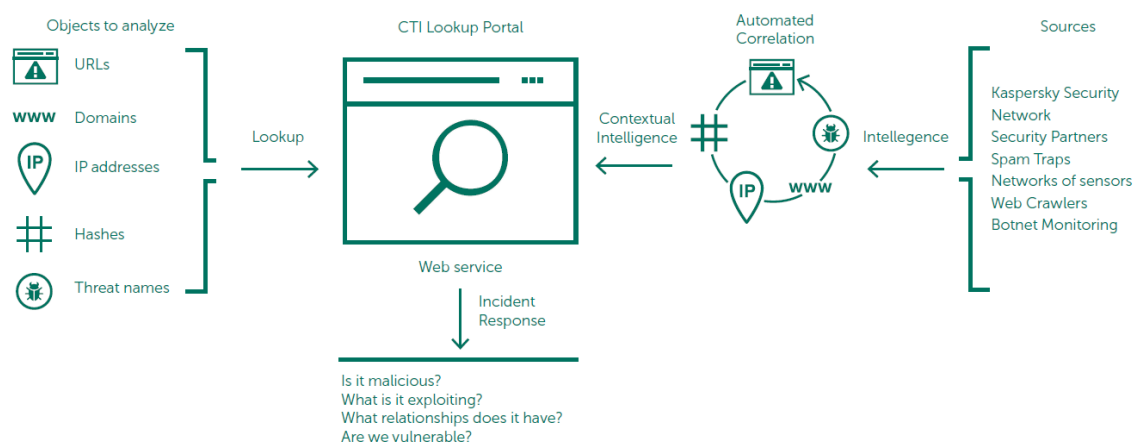 Objects to analyze
URLs
WWW
Domains
IP
IP addresses
Hashes
Threat names
Lookup
CTI Lookup Portal
Web service
Incident
Response
Is it malicious?
What is it exploiting?
What relationships does it have?
Are we vulnerable?
Contextual
Intelligence
Automated
Correlation
IP
WWW
Intellegence
Sources
Kaspersky Security
Network
Security Partners
Spam Traps
Networks of sensors
Web Crawlers
Botnet Monitoring